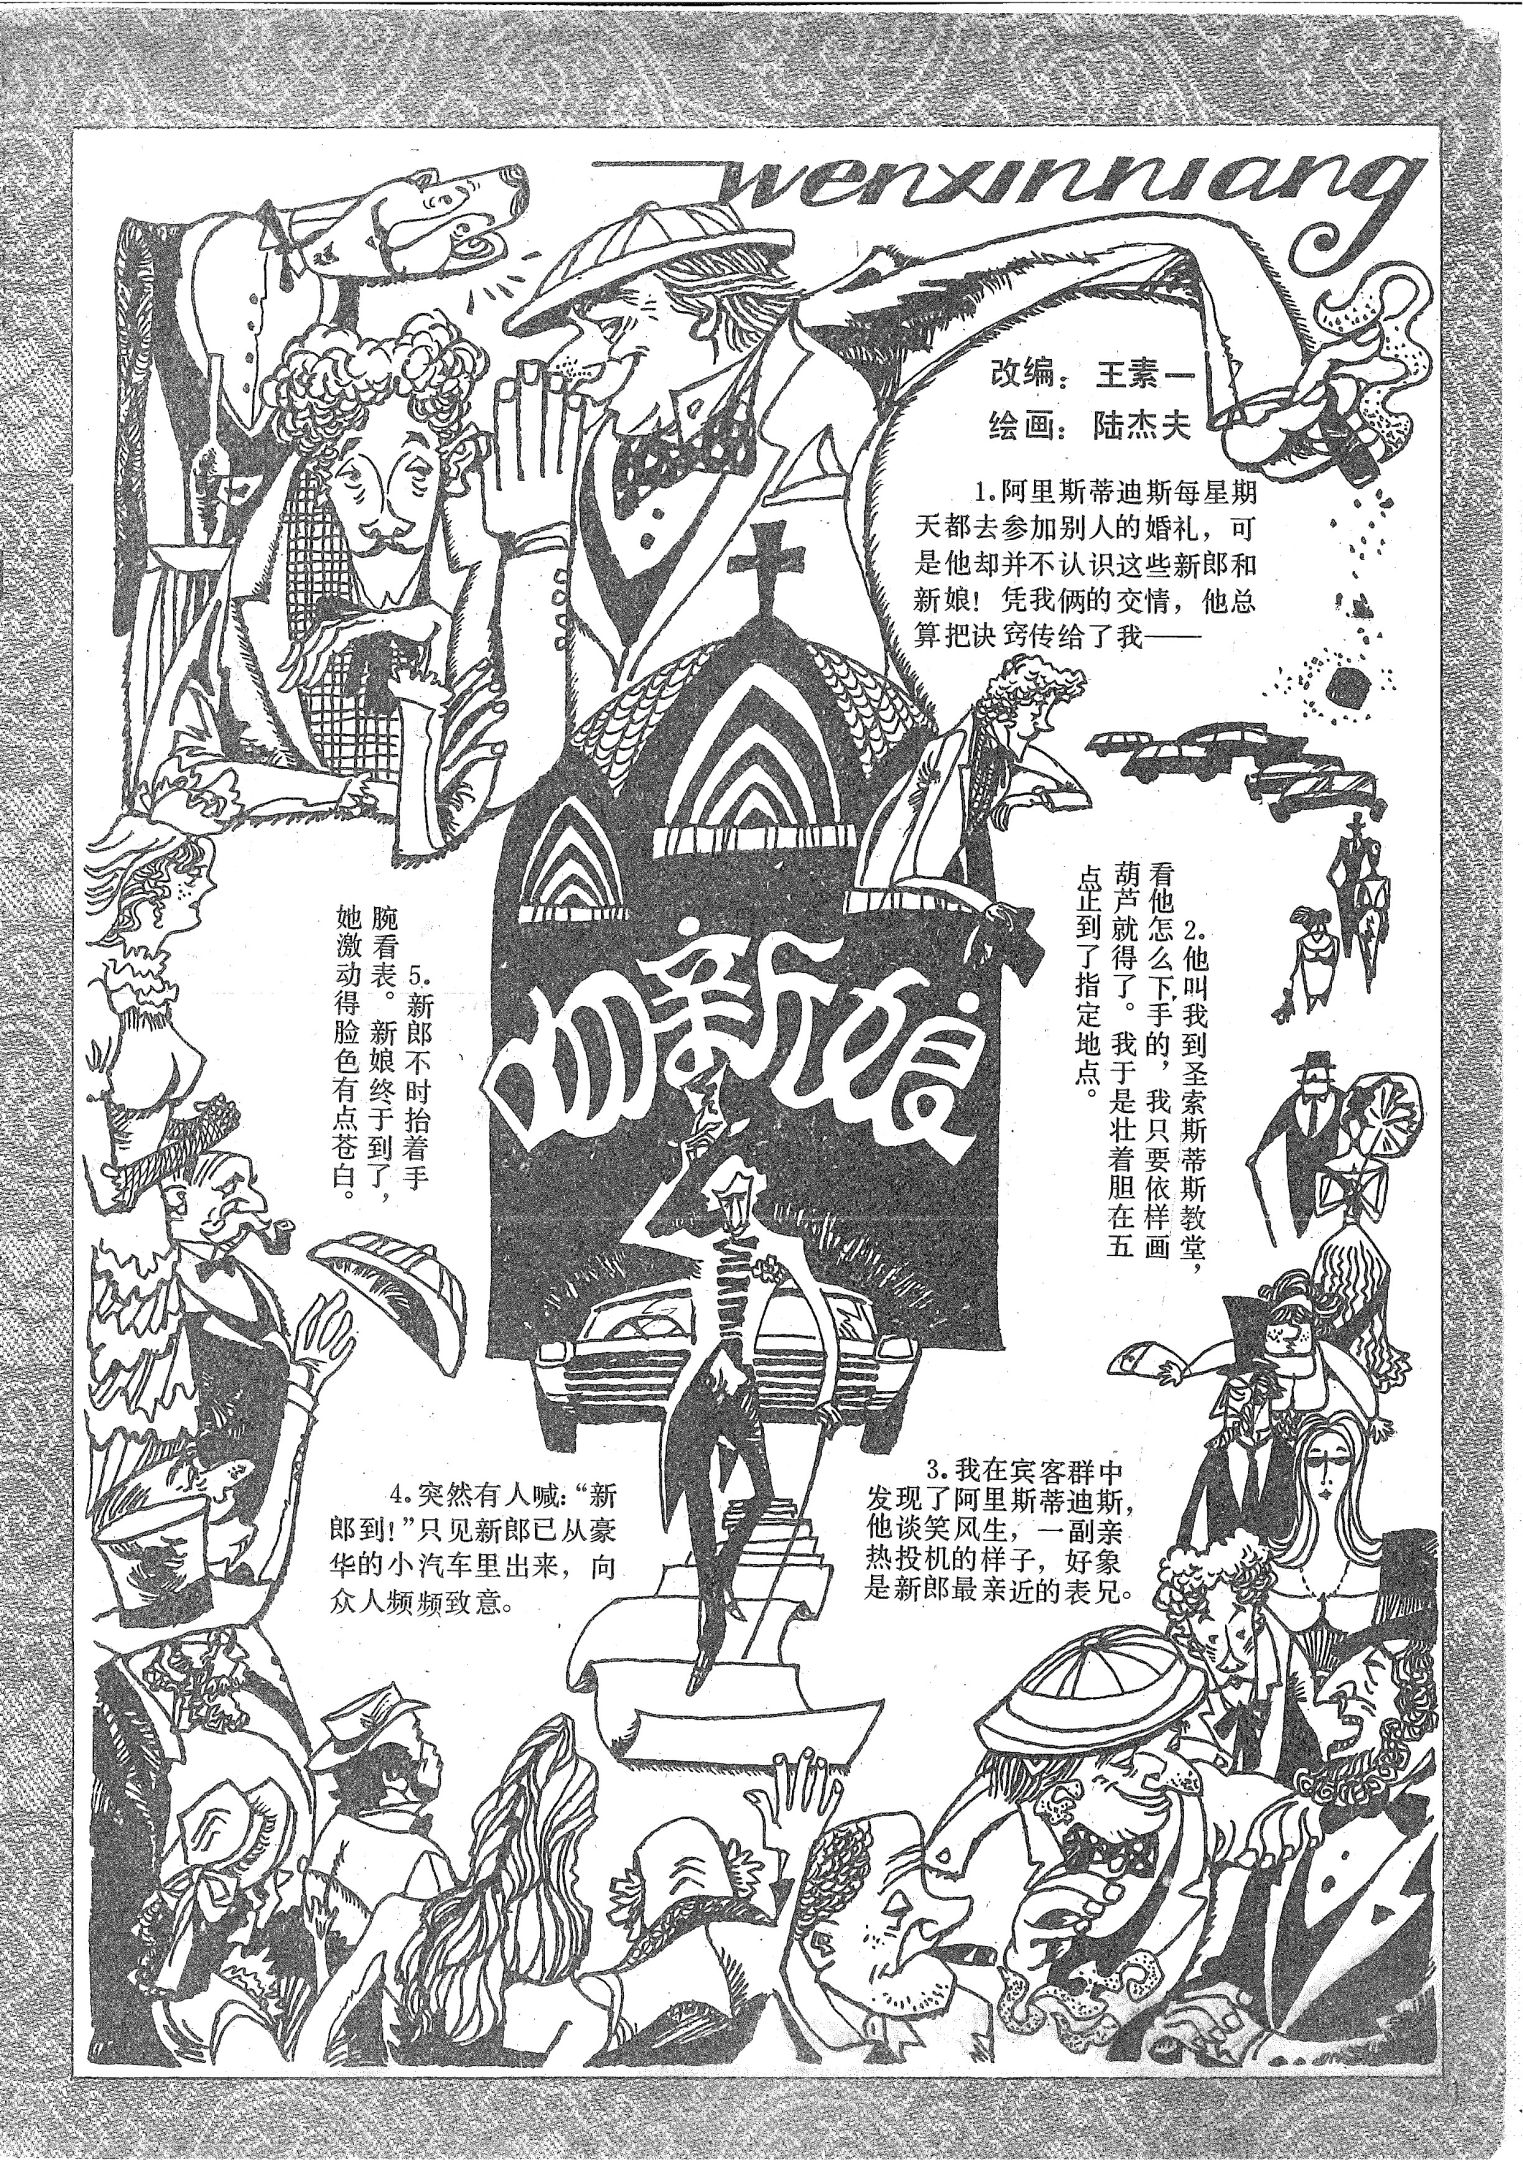 wenxinniang
改编：王素一
绘画：陆杰夫
1.阿里斯蒂迪斯每星期
天都去参加别人的婚礼，可
是他却并不认识这些新郎和
新娘！凭我俩的交情，他总
算把诀窍传给了我——
吻新娘
2.他叫我到圣索斯蒂斯教堂，
看他怎么下手的，我只要依样画
葫芦就得了。我于是壮着胆在五
点正到了指定地点。
3.我在宾客群中
发现了阿里斯蒂迪斯，
他谈笑风生，一副亲
热投机的样子，好象
是新郎最亲近的表兄。
4.突然有人喊：“新
郎到！”只见新郎已从豪
华的小汽车里出来，向
众人频频致意。
5.新郎不时抬着手
腕看表。新娘终于到了，
她激动得脸色有点苍白。